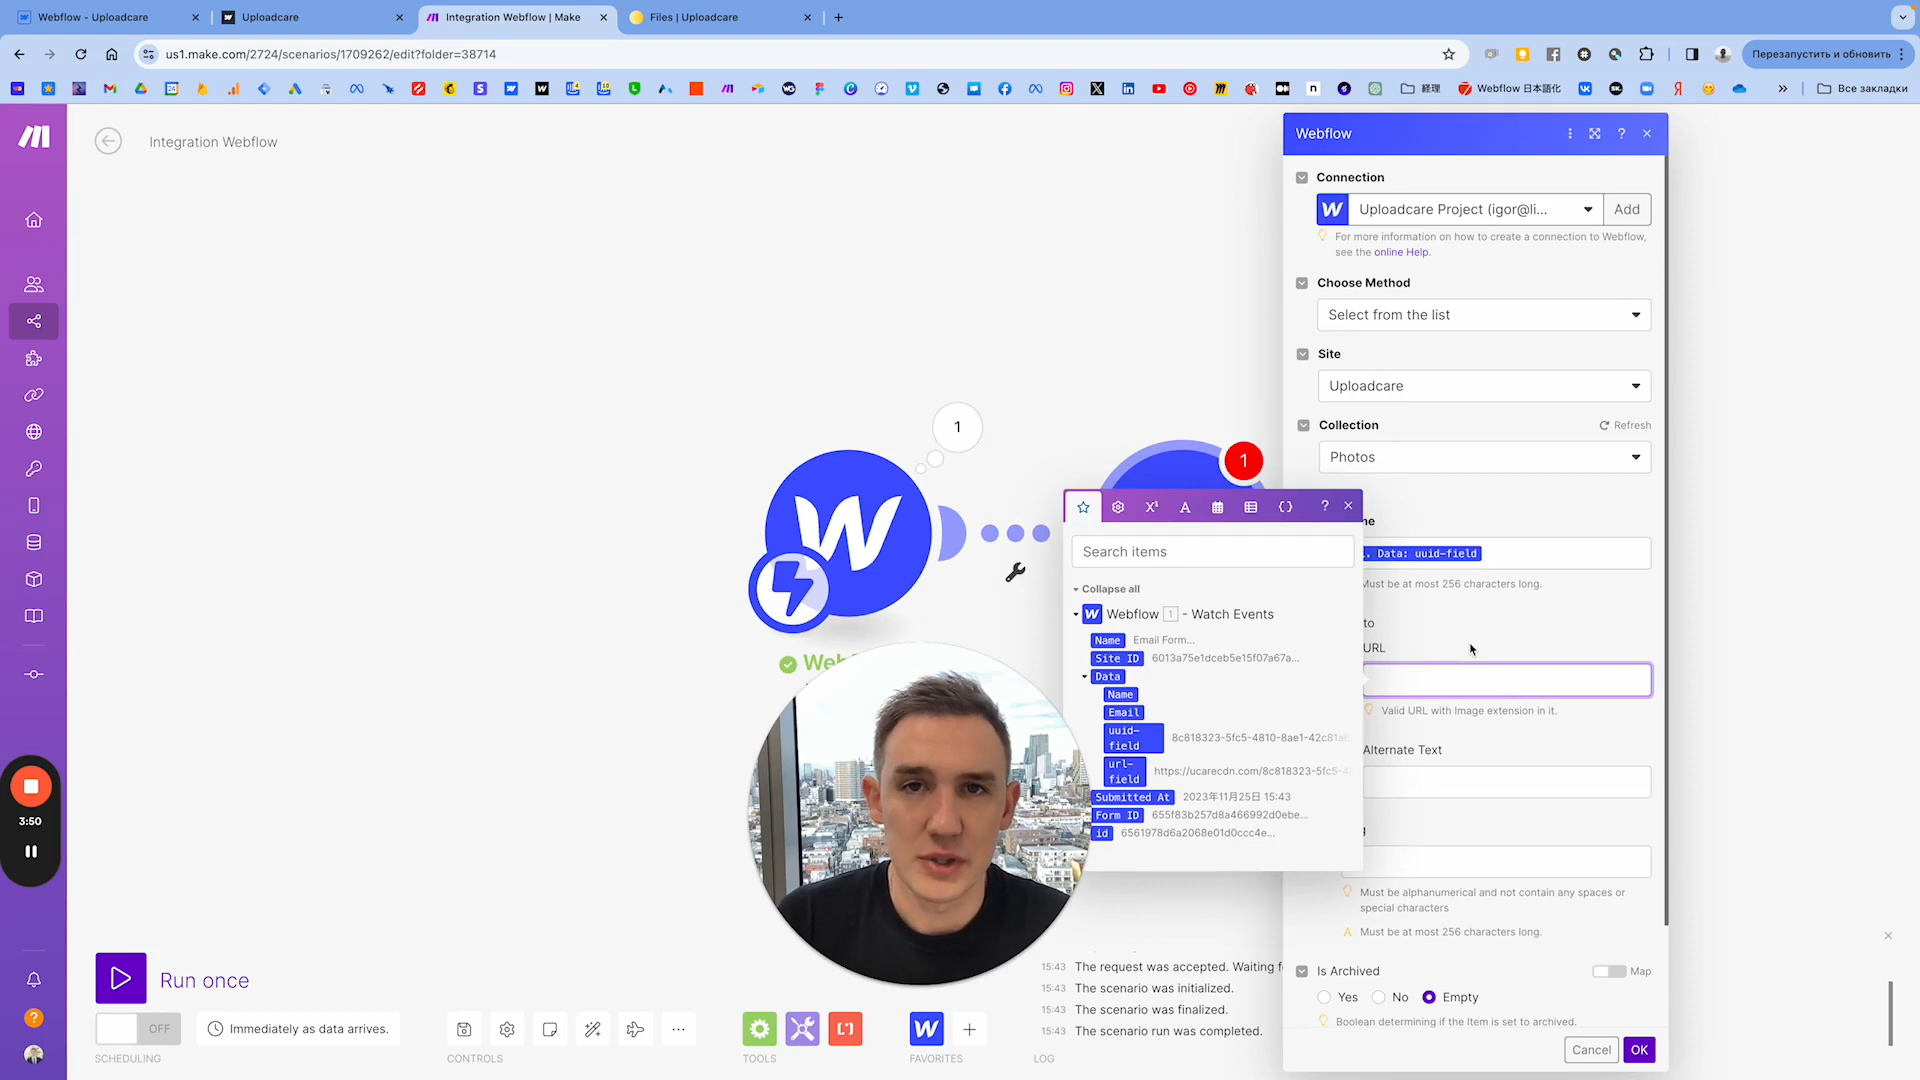 Webflow - Uploadcare
Uploadcare
Integration Webflow | Make
Files | Uploadcare
us1.make.com/2724/scenarios/1709262/edit?folder=38714
Перезапустить и обновить
経理
Webflow 日本語化
Все закладки
Integration Webflow
Webflow
Connection
Uploadcare Project (igor@li...
Add
For more information on how to create a connection to Webflow,
see the online Help.
Choose Method
Select from the list
Site
Uploadcare
Collection
Refresh
Photos
1
1
me
. Data: uuid-field
Must be at most 256 characters long.
to
URL
Valid URL with Image extension in it.
Alternate Text
g
Must be alphanumerical and not contain any spaces or
special characters
Must be at most 256 characters long.
Is Archived
Map
Yes
No
Empty
Boolean determining if the Item is set to archived.
Cancel
OK
Search items
Collapse all
Webflow 1 - Watch Events
Name Email Form...
Site ID 6013a75e1dceb5e15f07a67a...
Data
Name
Email
uuid-
field
8c818323-5fc5-4810-8ae1-42c81a6
url-
field
https://ucarecdn.com/8c818323-5fc5-4
Submitted At 2023年11月25日 15:43
Form ID 655f83b257d8a466992d0ebe...
id 6561978d6a2068e01d0ccc4e...
3:50
Run once
OFF
Immediately as data arrives.
SCHEDULING
CONTROLS
TOOLS
FAVORITES
LOG
15:43 The request was accepted. Waiting f
15:43 The scenario was initialized.
15:43 The scenario was finalized.
15:43 The scenario run was completed.